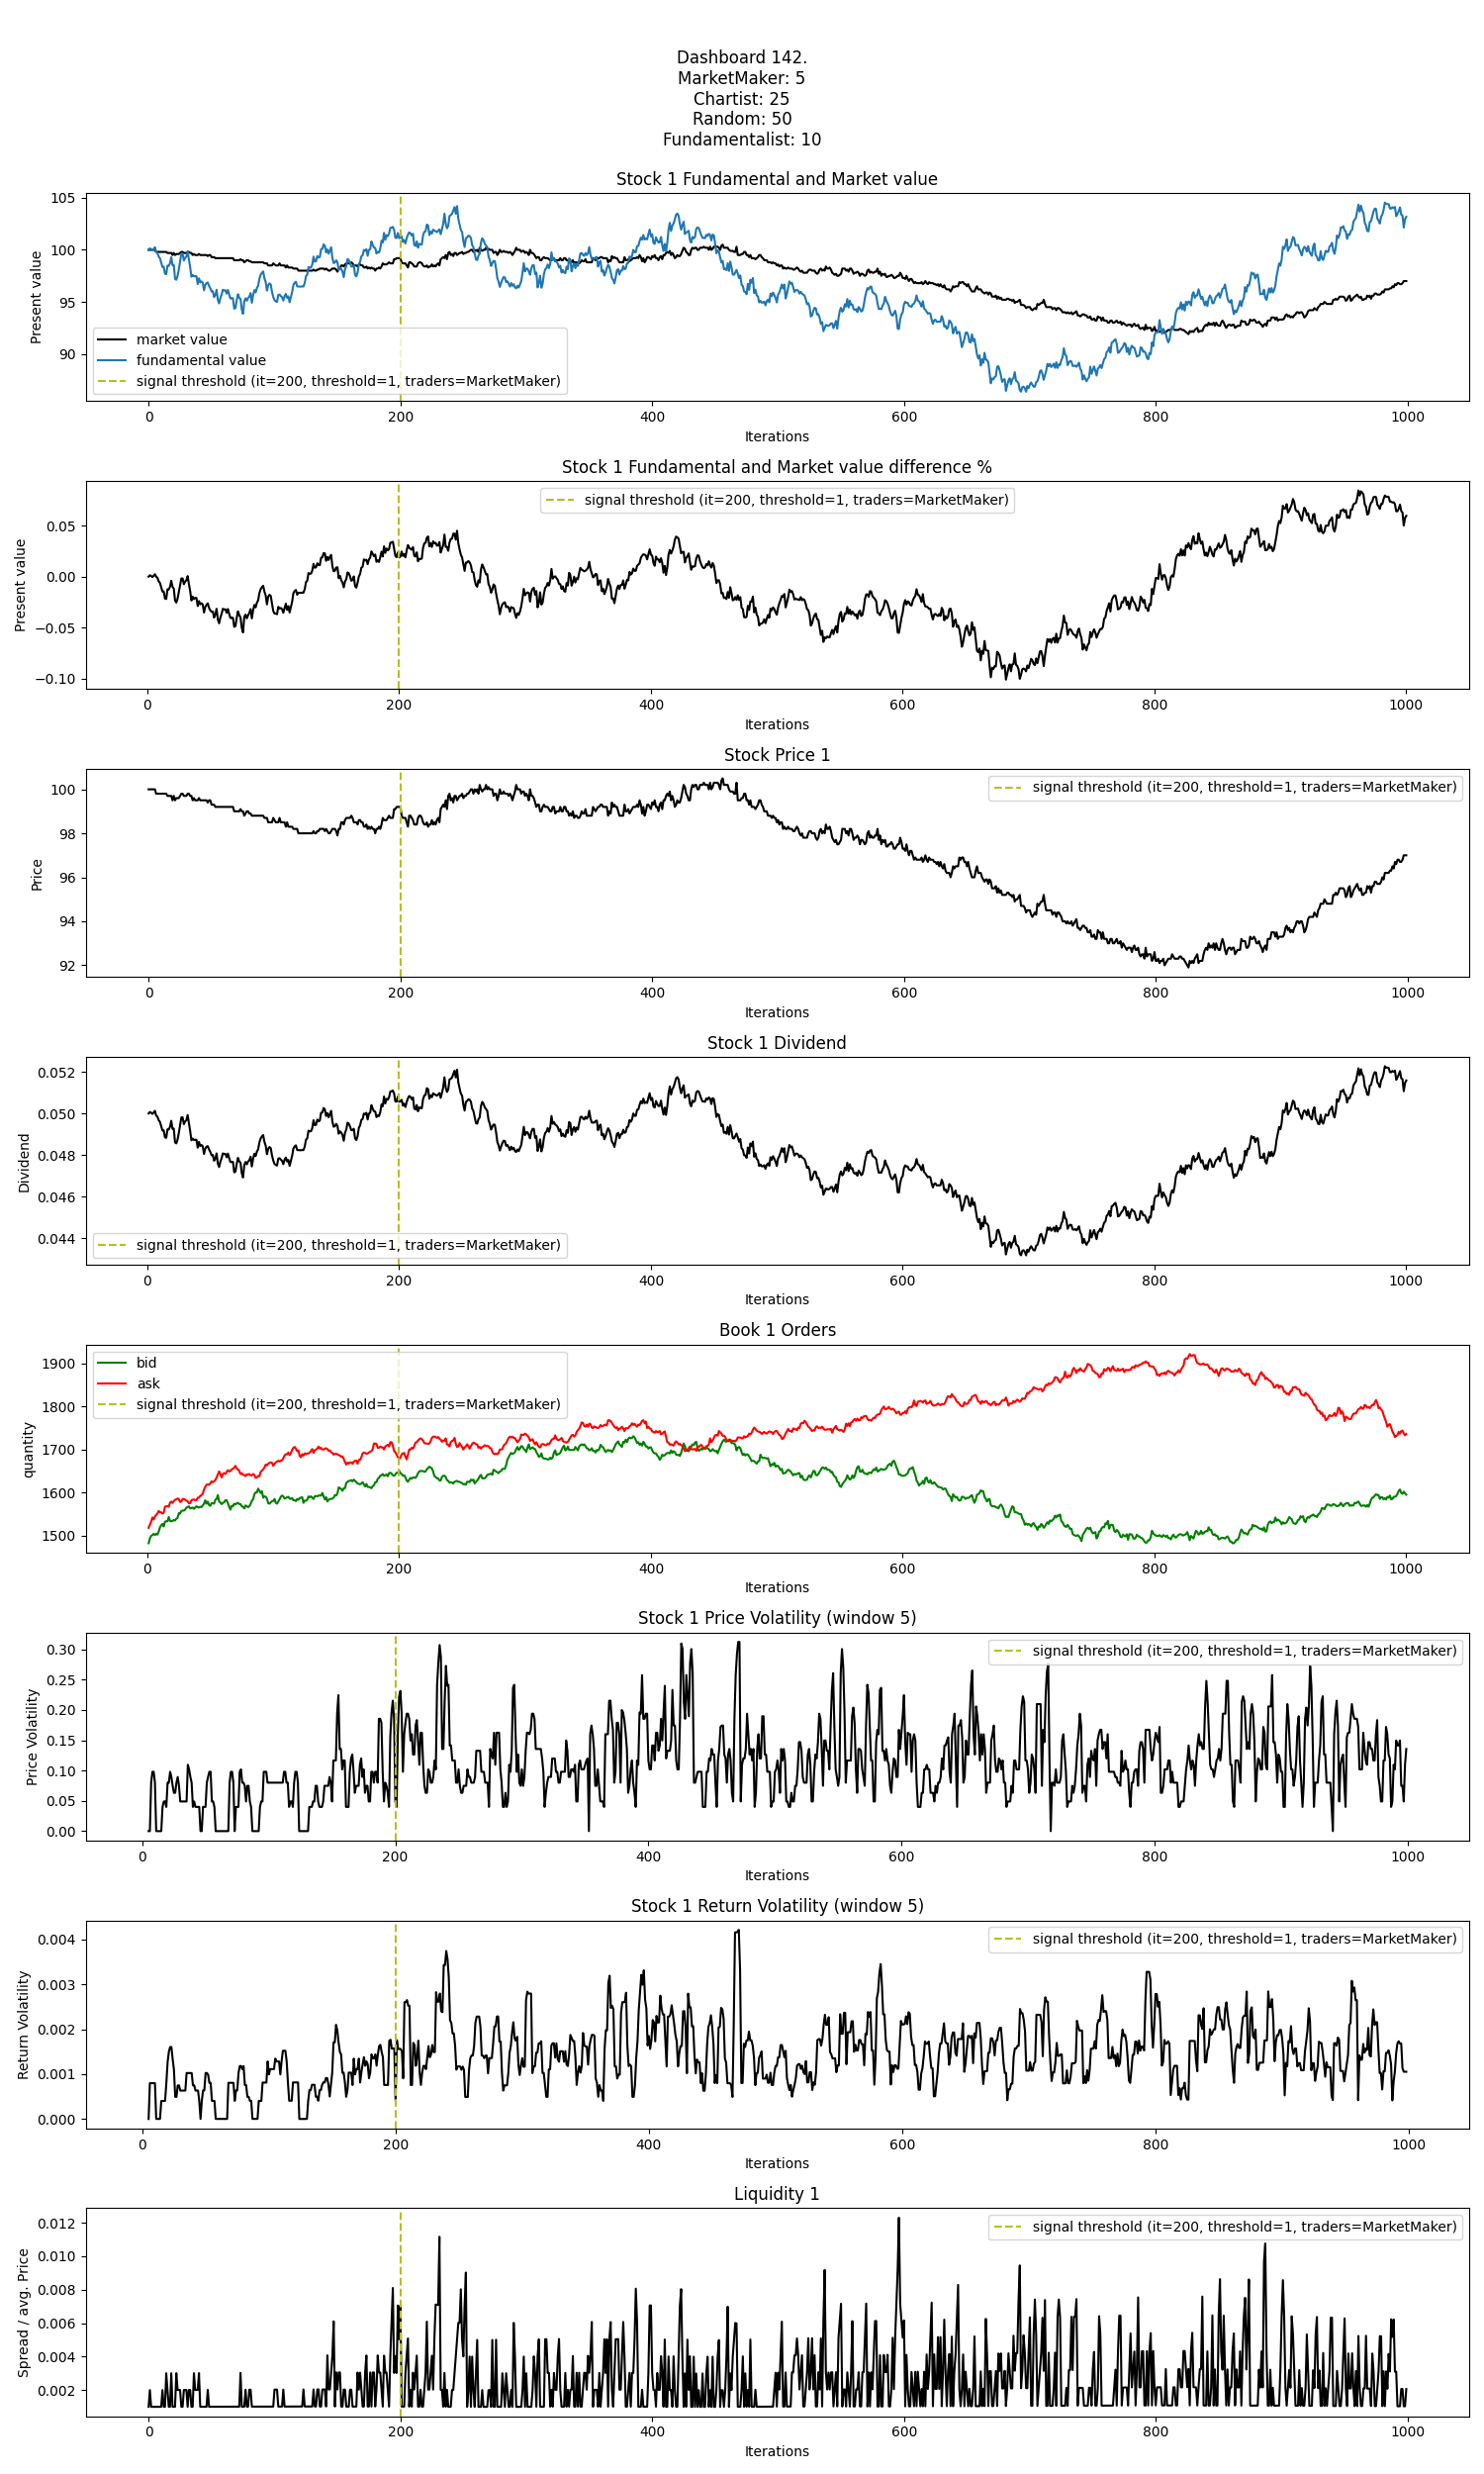 Dashboard 142.
MarketMaker: 5
Chartist: 25
Random: 50
Fundamentalist: 10
Stock 1 Fundamental and Market value
Present value
105
100
95
90
market value
fundamental value
signal threshold (it=200, threshold=1, traders=MarketMaker)
0 200 400 600 800 1000
Iterations
Stock 1 Fundamental and Market value difference %
Present value
0.05
0.00
−0.05
−0.10
signal threshold (it=200, threshold=1, traders=MarketMaker)
0 200 400 600 800 1000
Iterations
Stock Price 1
Price
100
98
96
94
92
signal threshold (it=200, threshold=1, traders=MarketMaker)
0 200 400 600 800 1000
Iterations
Stock 1 Dividend
Dividend
0.052
0.050
0.048
0.046
0.044
signal threshold (it=200, threshold=1, traders=MarketMaker)
0 200 400 600 800 1000
Iterations
Book 1 Orders
quantity
1900
1800
1700
1600
1500
bid
ask
signal threshold (it=200, threshold=1, traders=MarketMaker)
0 200 400 600 800 1000
Iterations
Stock 1 Price Volatility (window 5)
Price Volatility
0.30
0.25
0.20
0.15
0.10
0.05
0.00
signal threshold (it=200, threshold=1, traders=MarketMaker)
0 200 400 600 800 1000
Iterations
Stock 1 Return Volatility (window 5)
Return Volatility
0.004
0.003
0.002
0.001
0.000
signal threshold (it=200, threshold=1, traders=MarketMaker)
0 200 400 600 800 1000
Iterations
Liquidity 1
Spread / avg. Price
0.012
0.010
0.008
0.006
0.004
0.002
signal threshold (it=200, threshold=1, traders=MarketMaker)
0 200 400 600 800 1000
Iterations